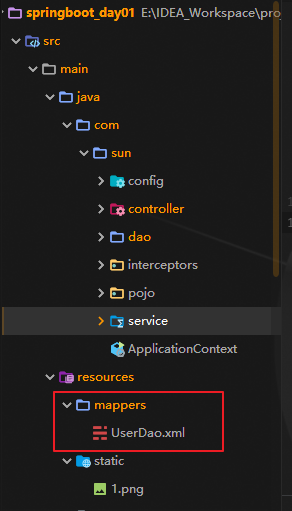 springboot_day01 E:\IDEA_Workspace\pro
src
main
java
com
sun
config
controller
dao
interceptors
pojo
service
ApplicationContext
resources
mappers
UserDao.xml
static
1.png